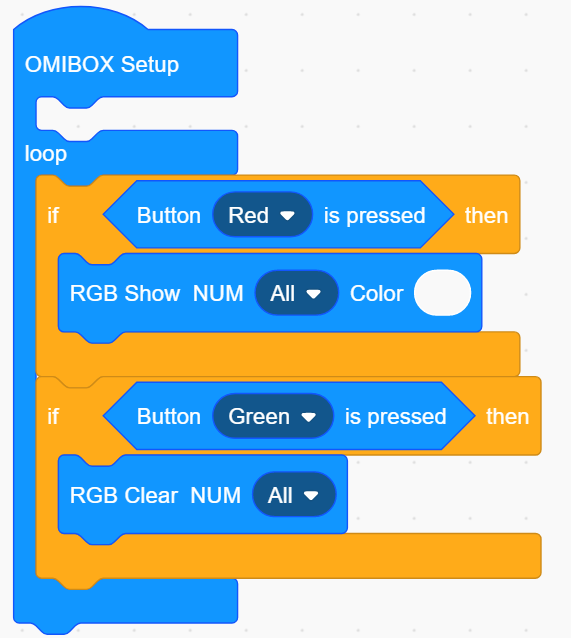 OMIBOX Setup
loop
if Button Red is pressed then
RGB Show NUM All Color
if Button Green is pressed then
RGB Clear NUM All